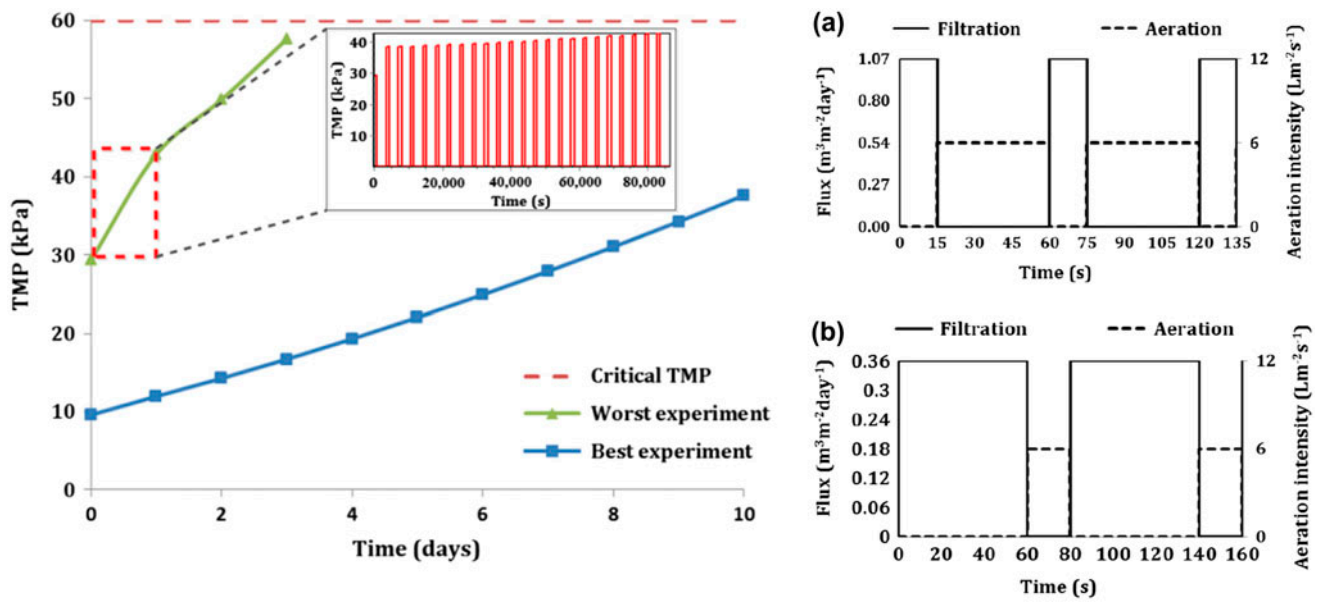 60
50
40
30
20
10
0
TMP (kPa)
0 2 4 6 8 10
Time (days)
Critical TMP
Worst experiment
Best experiment
40
30
20
10
TMP (kPa)
0 20,000 40,000 60,000 80,000
Time (s)
(a)
Filtration Aeration
1.07
0.80
0.54
0.27
0.00
Flux (m³m⁻²day⁻¹)
12
6
0
Aeration intensity (Lm⁻²s⁻¹)
0 15 30 45 60 75 90 105 120 135
Time (s)
(b)
Filtration Aeration
0.36
0.3
0.24
0.18
0.12
0.06
0
Flux (m³m⁻²day⁻¹)
12
6
0
Aeration intensity (Lm⁻²s⁻¹)
0 20 40 60 80 100 120 140 160
Time (s)